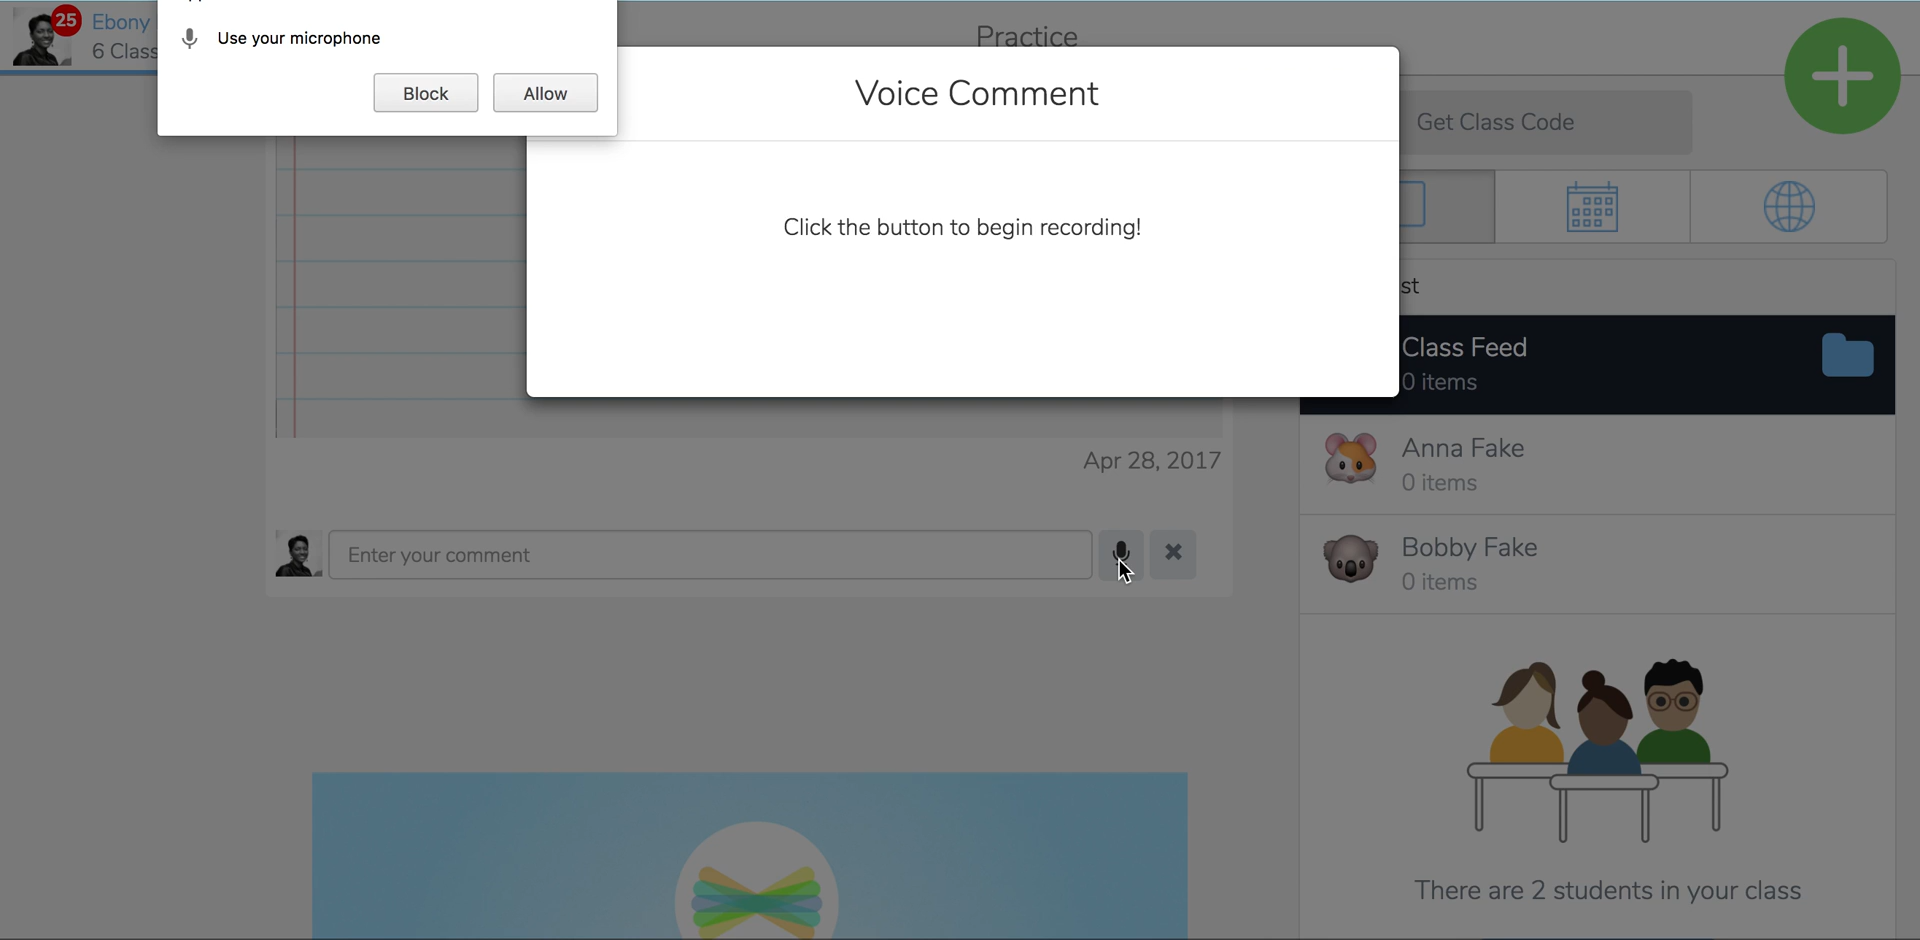 25
Ebony
6 Class
Use your microphone
Block
Allow
Practice
Voice Comment
Click the button to begin recording!
Get Class Code
st
Class Feed
0 items
Anna Fake
0 items
Bobby Fake
0 items
Apr 28, 2017
Enter your comment
There are 2 students in your class